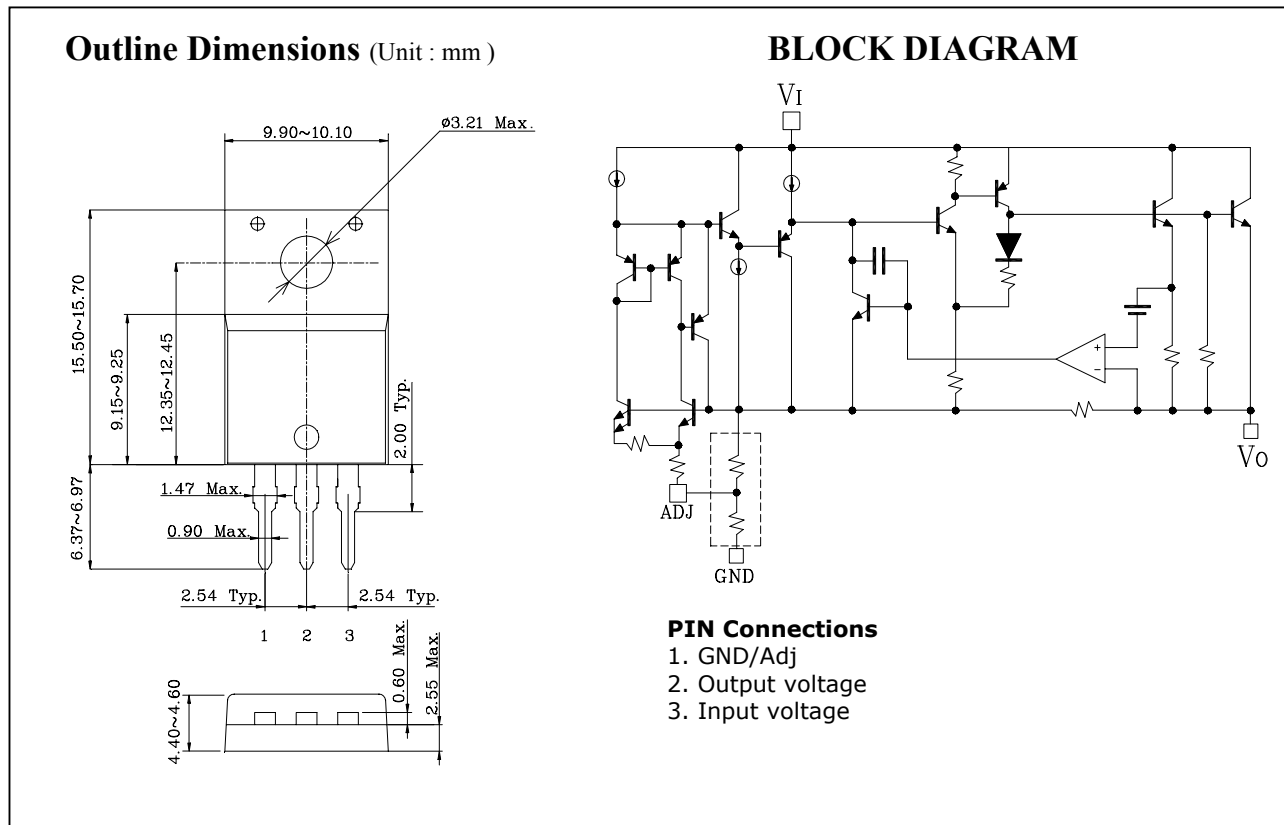 Outline Dimensions (Unit : mm )
BLOCK DIAGRAM
ø3.21 Max.
9.90~10.10
15.50~15.70
9.15~9.25
12.35~12.45
2.00 Typ.
6.37~6.97
1.47 Max.
0.90 Max.
2.54 Typ.
2.54 Typ.
1 2 3
0.60 Max.
2.55 Max.
4.40~4.60
VI
+
−
VO
ADJ
GND
PIN Connections
1. GND/Adj
2. Output voltage
3. Input voltage